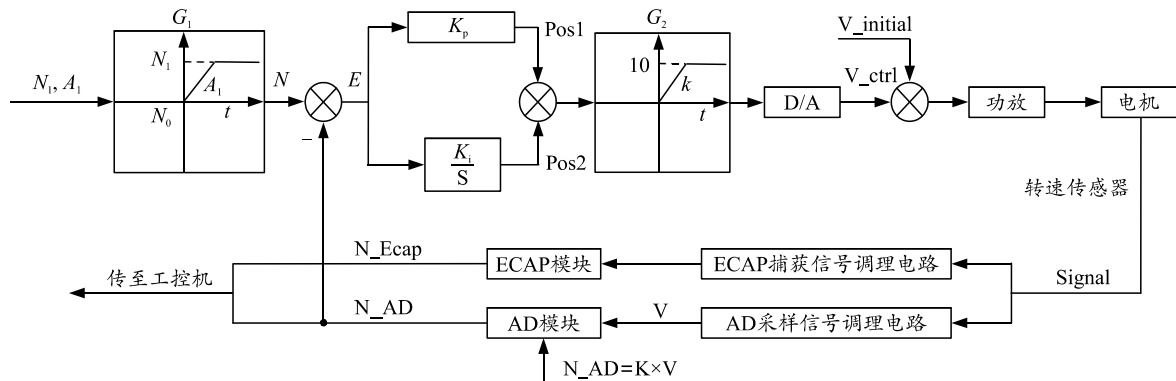 G₁
N₁
A₁
N₀
t
N₁, A₁
N
−
E
Kₚ
Pos1
Kᵢ
S
Pos2
G₂
10
k
t
D/A
V_initial
V_ctrl
功放
电机
转速传感器
Signal
ECAP捕获信号调理电路
ECAP模块
N_Ecap
AD采样信号调理电路
V
AD模块
N_AD
N_AD=K×V
传至工控机